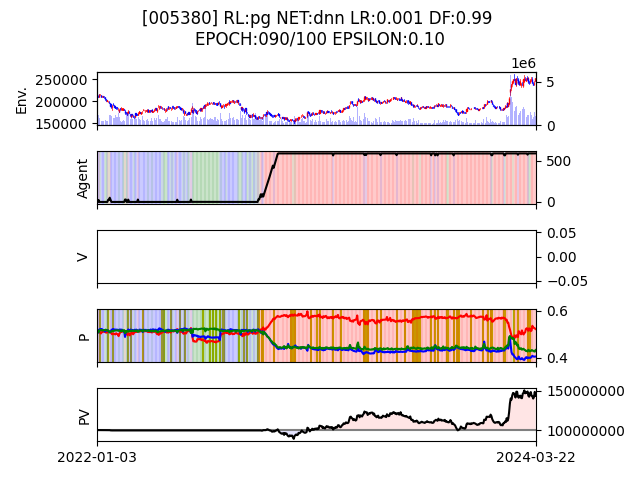 [005380] RL:pg NET:dnn LR:0.001 DF:0.99
EPOCH:090/100 EPSILON:0.10
1e6
Env.
250000
200000
150000
5
0
Agent
500
0
V
0.05
0.00
−0.05
P
0.6
0.4
PV
150000000
100000000
2022-01-03
2024-03-22